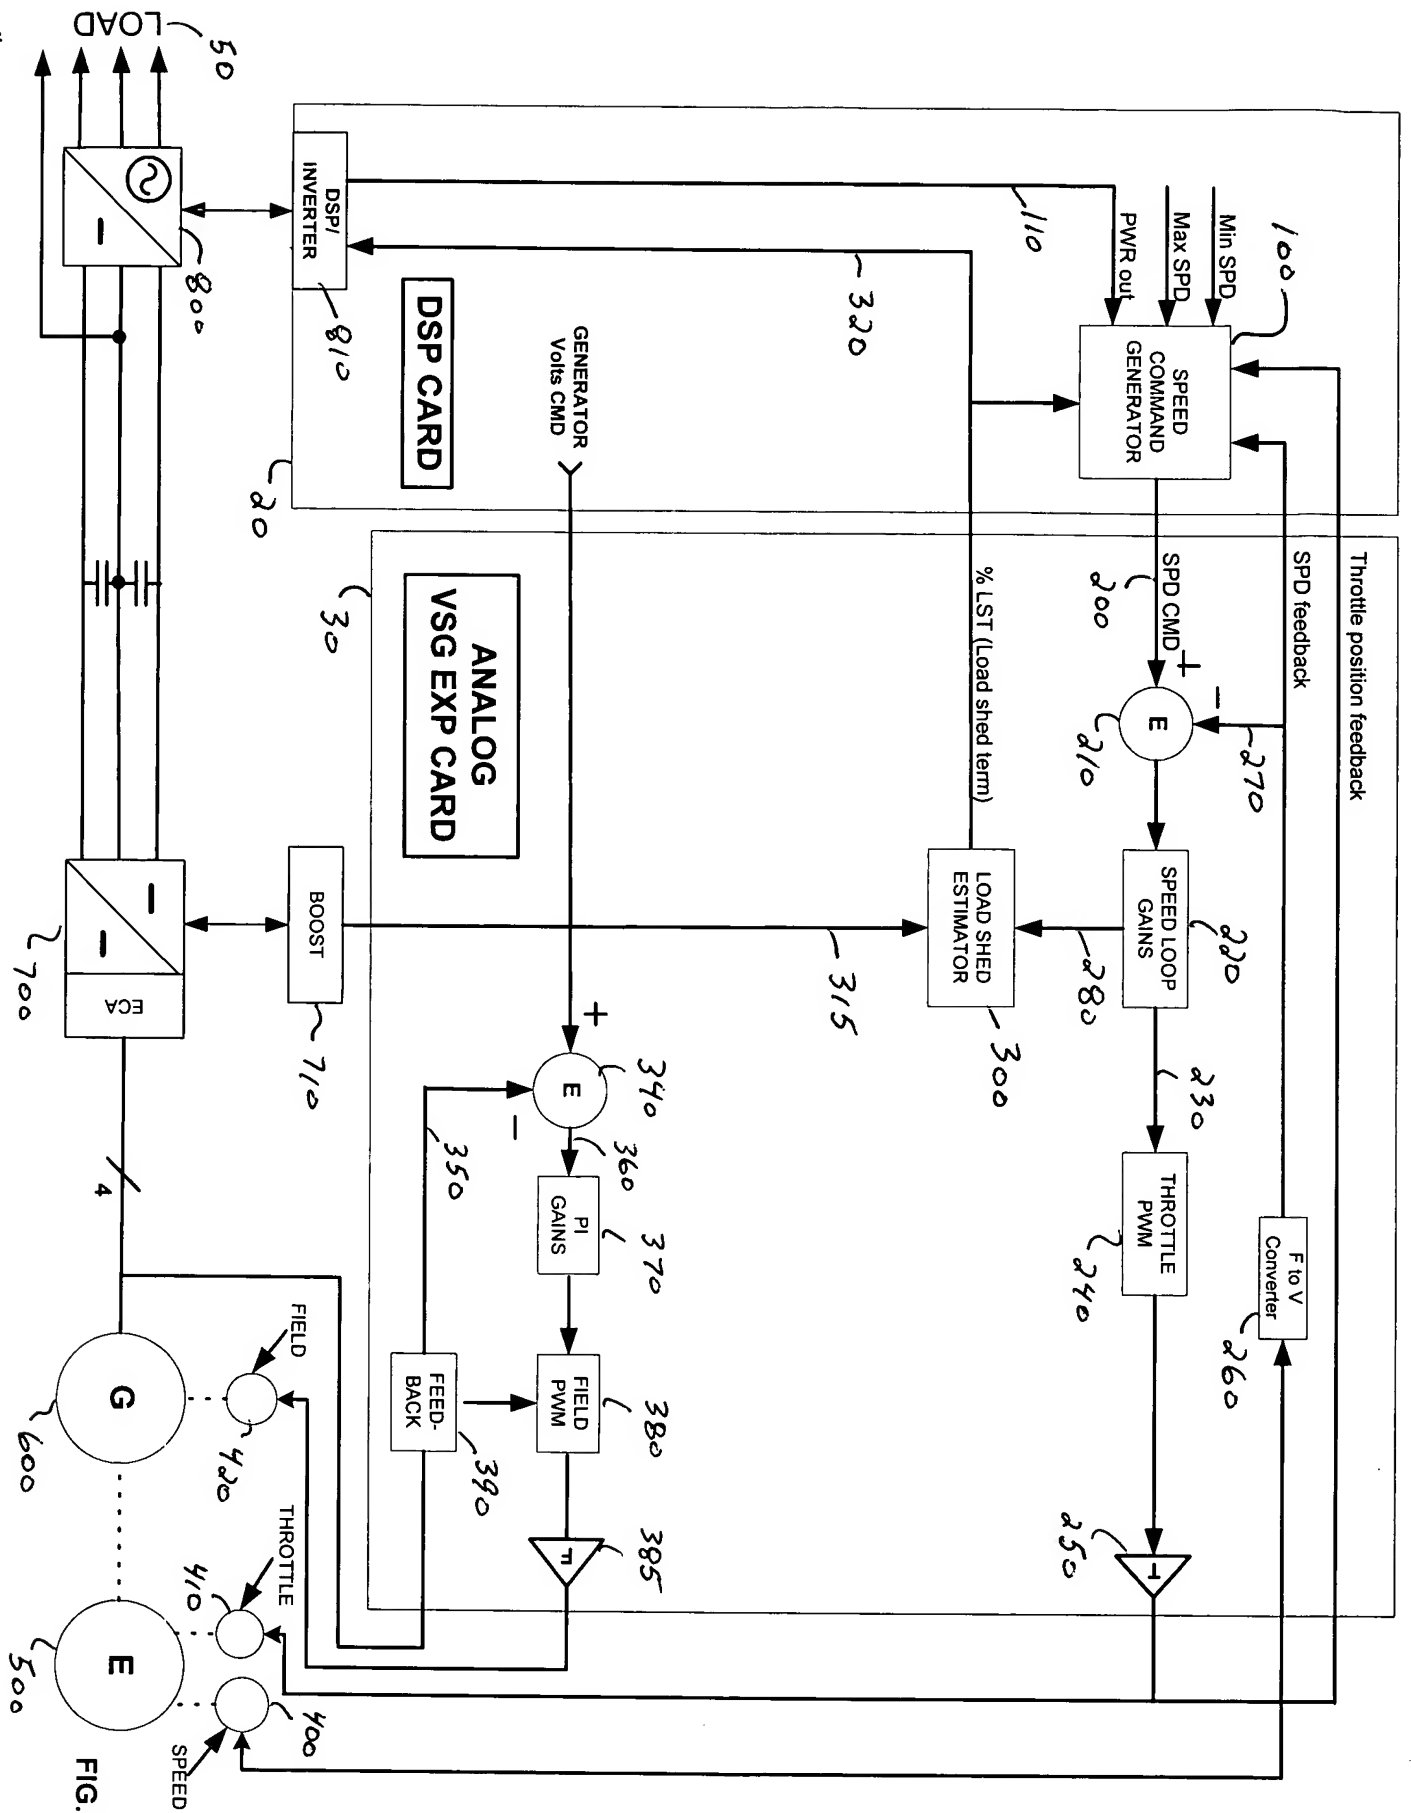 Throttle position feedback
SPD feedback
F to V
Converter
260
Min SPD
Max SPD
PWR out
100
110
SPEED
COMMAND
GENERATOR
SPD CMD
200
+
-
270
E
210
SPEED LOOP
GAINS
220
230
THROTTLE
PWM
240
250
T
280
% LST (Load shed term)
LOAD SHED
ESTIMATOR
300
320
315
DSP/
INVERTER
810
DSP CARD
20
GENERATOR
Volts CMD
ANALOG
VSG EXP CARD
30
+
-
E
340
350
360
PI
GAINS
370
FIELD
PWM
380
F
385
FEED-
BACK
390
BOOST
710
LOAD
50
800
700
ECA
4
FIELD
420
G
600
THROTTLE
410
SPEED
400
E
500
FIG.